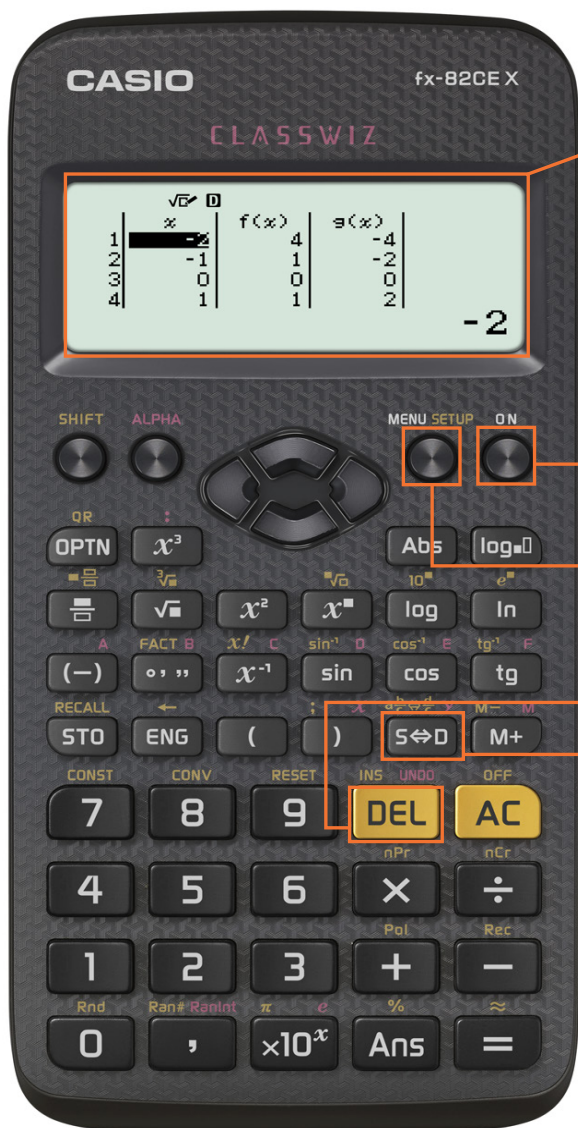 CASIO fx-82CE X
CLASSWIZ
√▱ D
x f(x) g(x)
1 -2 4 -4
2 -1 1 -2
3 0 0 0
4 1 1 2
-2
SHIFT ALPHA MENU SETUP ON
QR :
OPTN x³ Abs log▪▯
▪▤ ³√▪ ▪√▫ 10▪ e▪
√▪ x² x▪ log ln
A FACT B x! C sin⁻¹ D cos⁻¹ E tg⁻¹ F
(−) ° ’ ” x⁻¹ sin cos tg
RECALL ← ; x y M− M
STO ENG ( ) S⇔D M+
CONST CONV RESET INS UNDO OFF
7 8 9 DEL AC
nPr nCr
4 5 6 × ÷
Pol Rec
1 2 3 + −
Rnd Ran# RanInt π e % ≈
0 , ×10ˣ Ans =